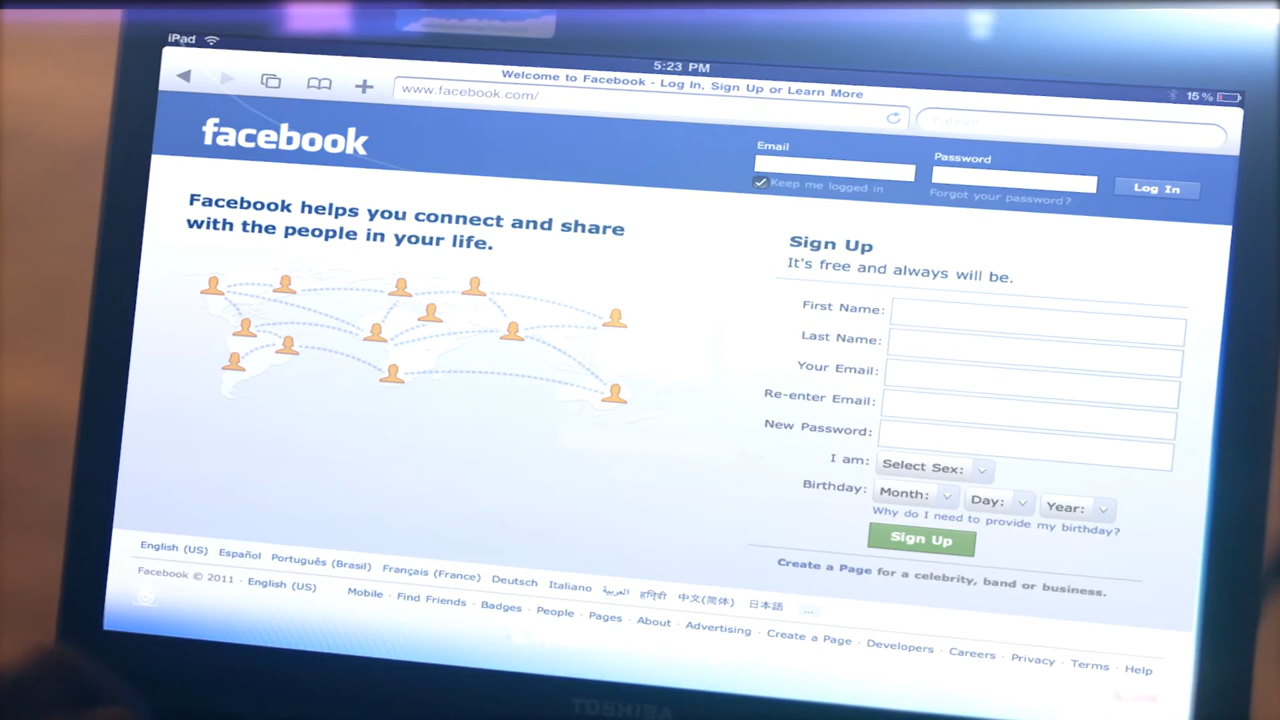 iPad
5:23 PM
15%
Welcome to Facebook - Log In, Sign Up or Learn More
www.facebook.com/
Yahoo!
facebook
Email
Password
Keep me logged in
Forgot your password?
Log In
Facebook helps you connect and share
with the people in your life.
Sign Up
It's free and always will be.
First Name:
Last Name:
Your Email:
Re-enter Email:
New Password:
I am: Select Sex:
Birthday: Month: Day: Year:
Why do I need to provide my birthday?
Sign Up
Create a Page for a celebrity, band or business.
English (US) Español Português (Brasil) Français (France) Deutsch Italiano العربية हिन्दी 中文(简体) 日本語 ...
Facebook © 2011 · English (US)
Mobile · Find Friends · Badges · People · Pages · About · Advertising · Create a Page · Developers · Careers · Privacy · Terms · Help
TOSHIBA